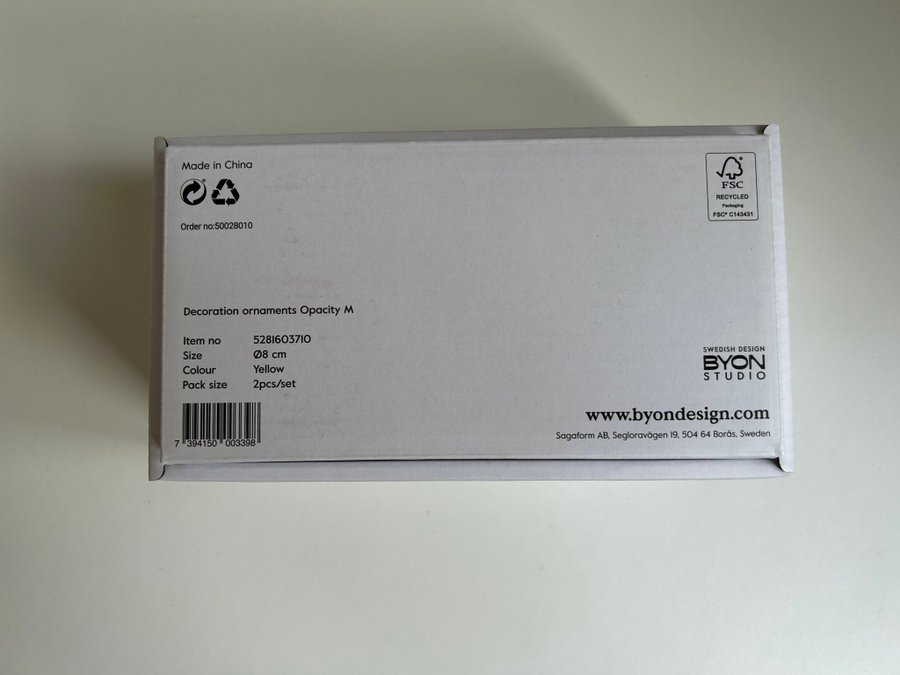 Made in China
Order no:50028010
FSC
RECYCLED
Packaging
FSC® C143431
Decoration ornaments Opacity M
Item no 5281603710
Size Ø8 cm
Colour Yellow
Pack size 2pcs/set
7 394150 003398
SWEDISH DESIGN
BYON
STUDIO
www.byondesign.com
Sagaform AB, Segloravägen 19, 504 64 Borås, Sweden